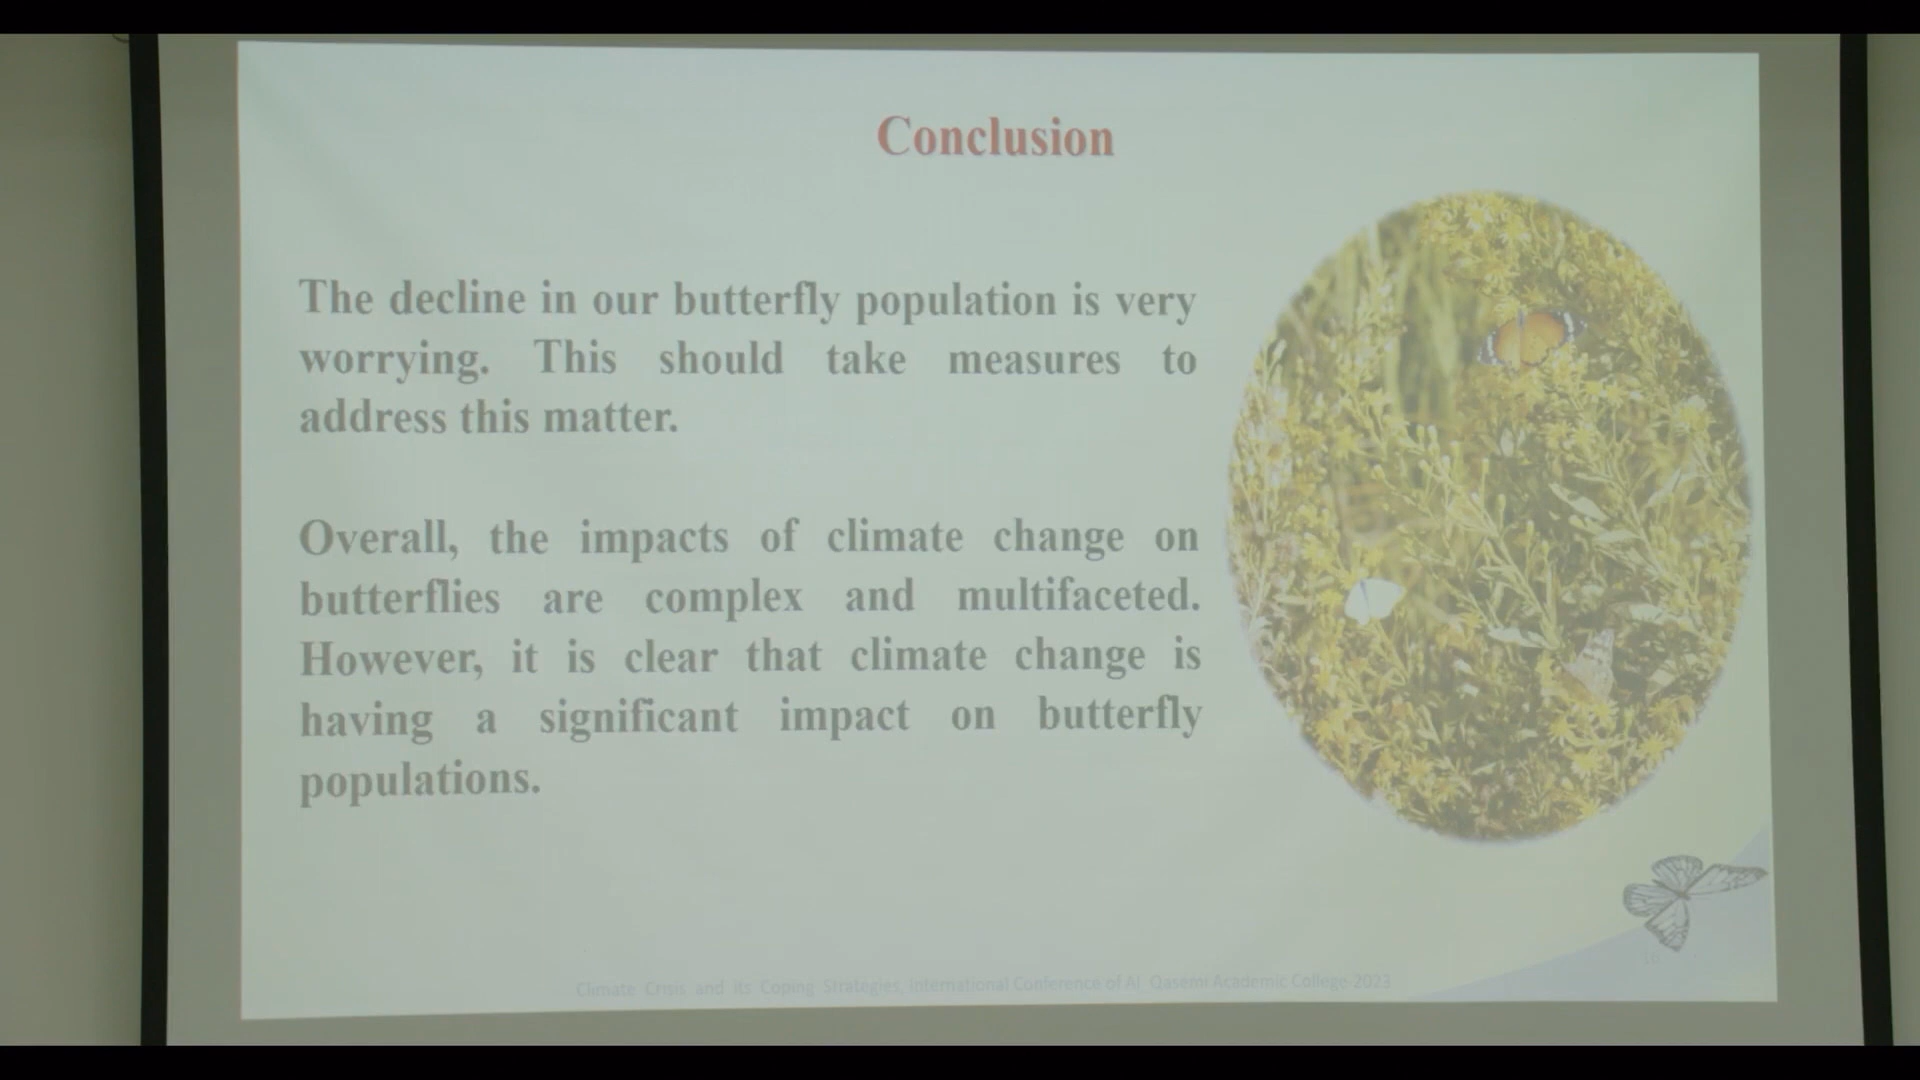 Conclusion
The decline in our butterfly population is very
worrying. This should take measures to
address this matter.
Overall, the impacts of climate change on
butterflies are complex and multifaceted.
However, it is clear that climate change is
having a significant impact on butterfly
populations.
Climate Crisis and its Coping Strategies, International Conference of Al Qasemi Academic College-2023